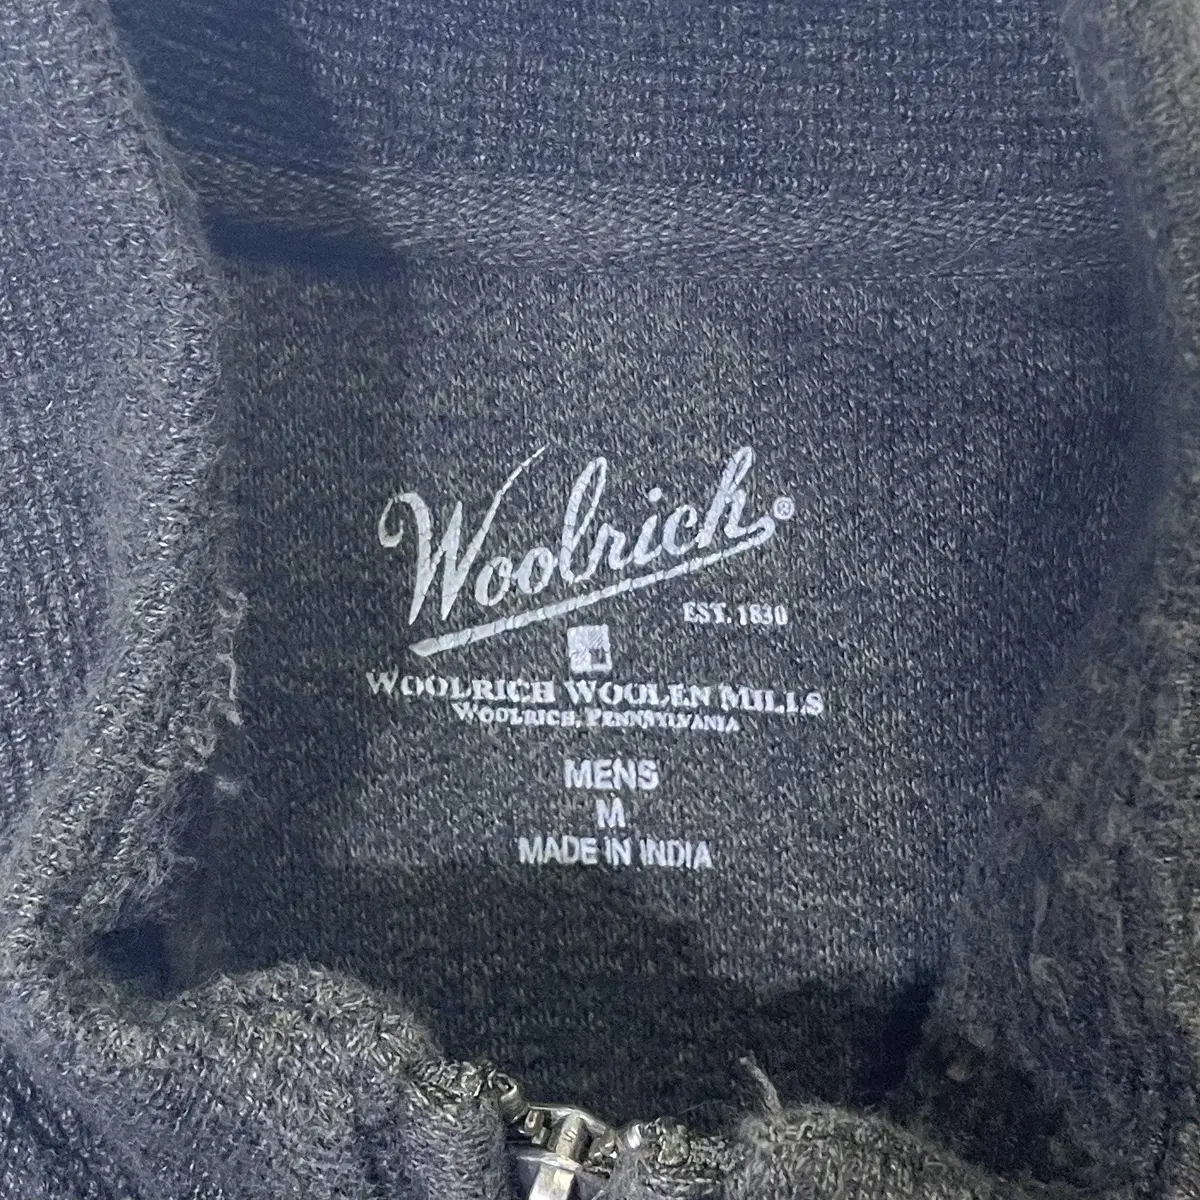 Woolrich®
EST. 1830
WOOLRICH WOOLEN MILLS
WOOLRICH, PENNSYLVANIA
MENS
M
MADE IN INDIA